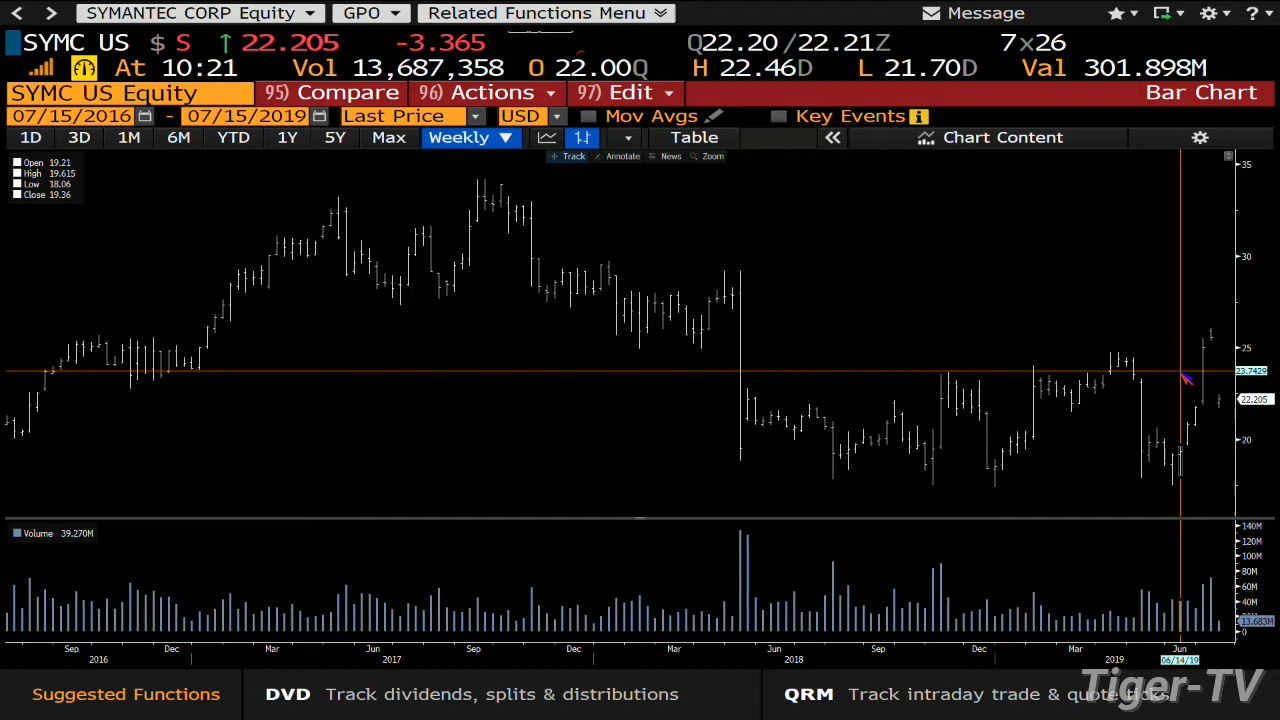 SYMANTEC CORP Equity GPO Related Functions Menu Message
SYMC US $ S 22.205 -3.365 Q22.20 /22.21Z 7x26
At 10:21 Vol 13,687,358 O 22.00Q H 22.46D L 21.70D Val 301.898M
SYMC US Equity 95) Compare 96) Actions 97) Edit Bar Chart
07/15/2016 - 07/15/2019 Last Price USD Mov Avgs Key Events
1D 3D 1M 6M YTD 1Y 5Y Max Weekly Table Chart Content
Track Annotate News Zoom
Open 19.21
High 19.615
Low 18.06
Close 19.36
35
30
25
23.7429
22.205
20
Volume 39.270M
140M
120M
100M
80M
60M
40M
13.683M
0
Sep Dec Mar Jun Sep Dec Mar Jun Sep Dec Mar Jun
2016 2017 2018 2019 06/14/19
Suggested Functions DVD Track dividends, splits & distributions QRM Track intraday trade & quote ticks
Tiger-TV